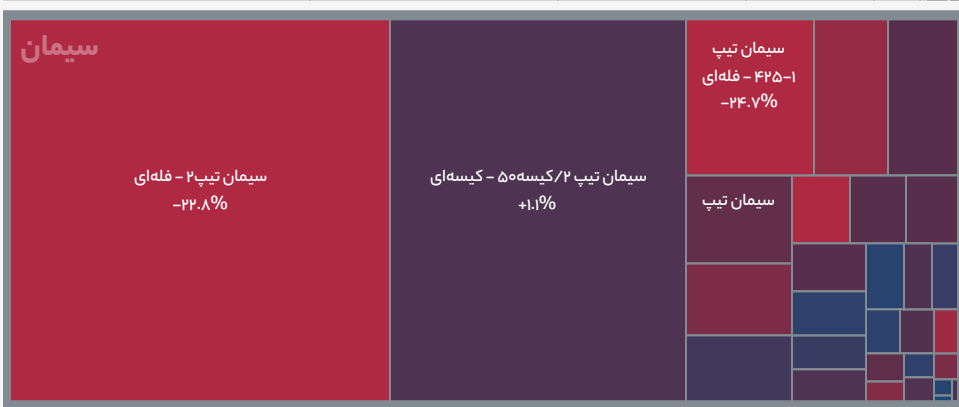 سیمان
سیمان تیپ۲ - فله‌ای
-۲۲.۸%
سیمان تیپ ۲/کیسه۵۰ - کیسه‌ای
+۱.۱%
سیمان تیپ
۱-۴۲۵ - فله‌ای
-۲۴.۷%
سیمان تیپ